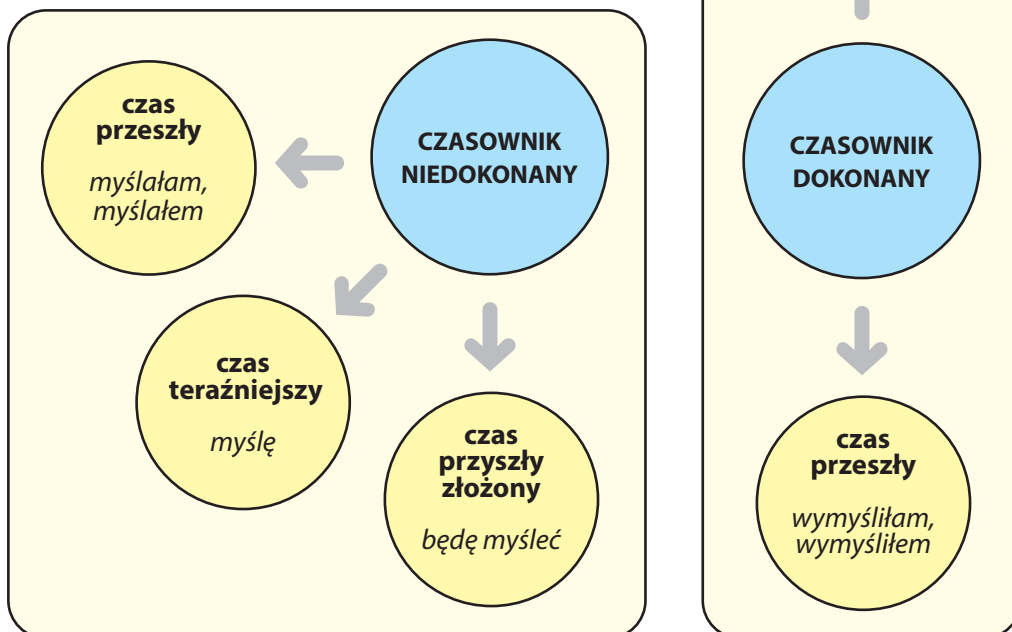 czas
przeszły
myślałam,
myślałem
CZASOWNIK
NIEDOKONANY
czas
teraźniejszy
myślę
czas
przyszły
złożony
będę myśleć
CZASOWNIK
DOKONANY
czas
przeszły
wymyśliłam,
wymyśliłem